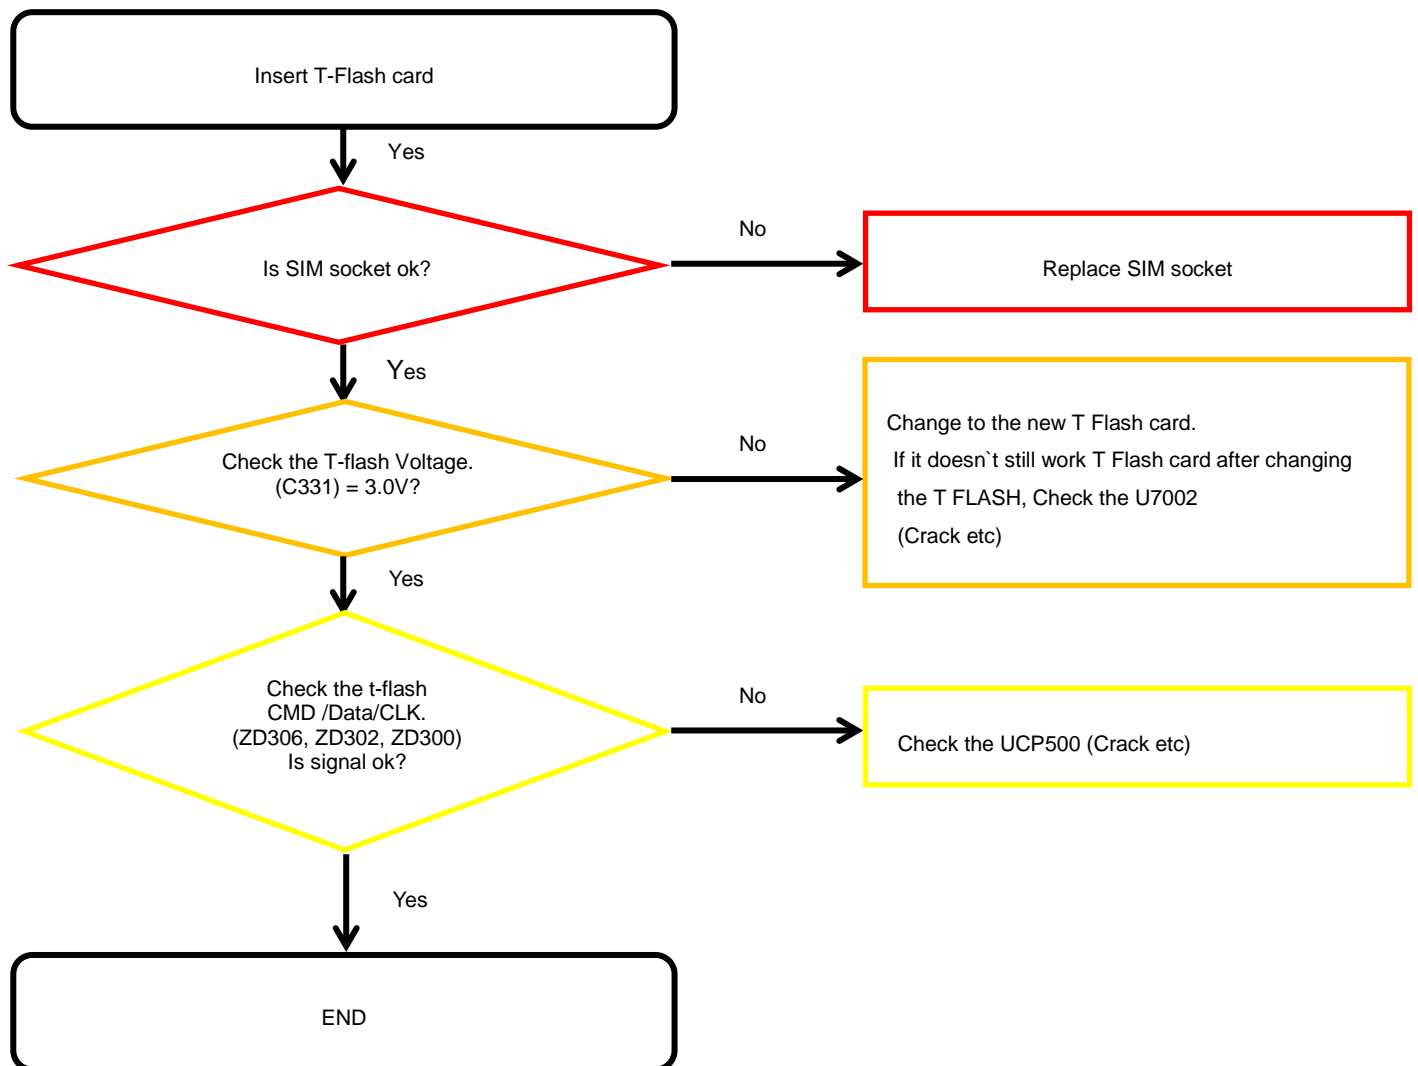 Insert T-Flash card
Yes
Is SIM socket ok?
No
Replace SIM socket
Yes
Check the T-flash Voltage.
(C331) = 3.0V?
No
Change to the new T Flash card.
If it doesn`t still work T Flash card after changing
the T FLASH, Check the U7002
(Crack etc)
Yes
Check the t-flash
CMD /Data/CLK.
(ZD306, ZD302, ZD300)
Is signal ok?
No
Check the UCP500 (Crack etc)
Yes
END